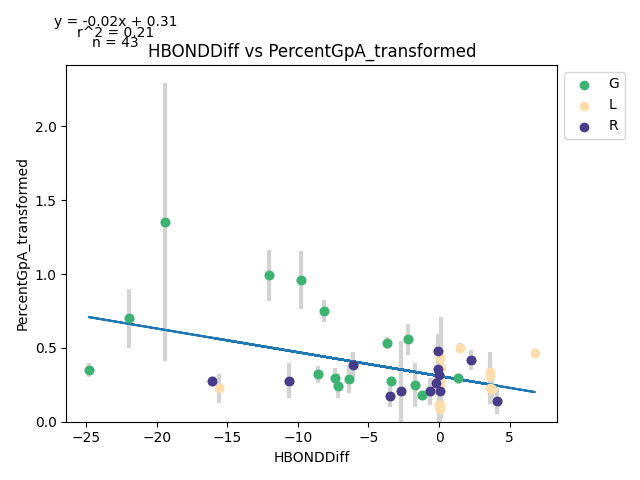 y = -0.02x + 0.31
r^2 = 0.21
n = 43
HBONDDiff vs PercentGpA_transformed
G
L
R
PercentGpA_transformed
2.0
1.5
1.0
0.5
0.0
−25 −20 −15 −10 −5 0 5
HBONDDiff